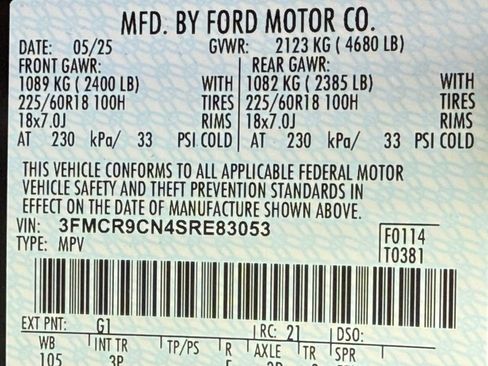 MFD. BY FORD MOTOR CO.
DATE: 05/25 GVWR: 2123 KG ( 4680 LB)
FRONT GAWR: REAR GAWR:
1089 KG ( 2400 LB) WITH 1082 KG ( 2385 LB) WITH
225/60R18 100H TIRES 225/60R18 100H TIRES
18x7.0J RIMS 18x7.0J RIMS
AT 230 kPa/ 33 PSI COLD AT 230 kPa/ 33 PSI COLD
THIS VEHICLE CONFORMS TO ALL APPLICABLE FEDERAL MOTOR
VEHICLE SAFETY AND THEFT PREVENTION STANDARDS IN
EFFECT ON THE DATE OF MANUFACTURE SHOWN ABOVE.
VIN: 3FMCR9CN4SRE83053
TYPE: MPV
F0114
T0381
EXT PNT: G1 RC: 21 DSO:
WB INT TR TP/PS R AXLE TR SPR
105 3P